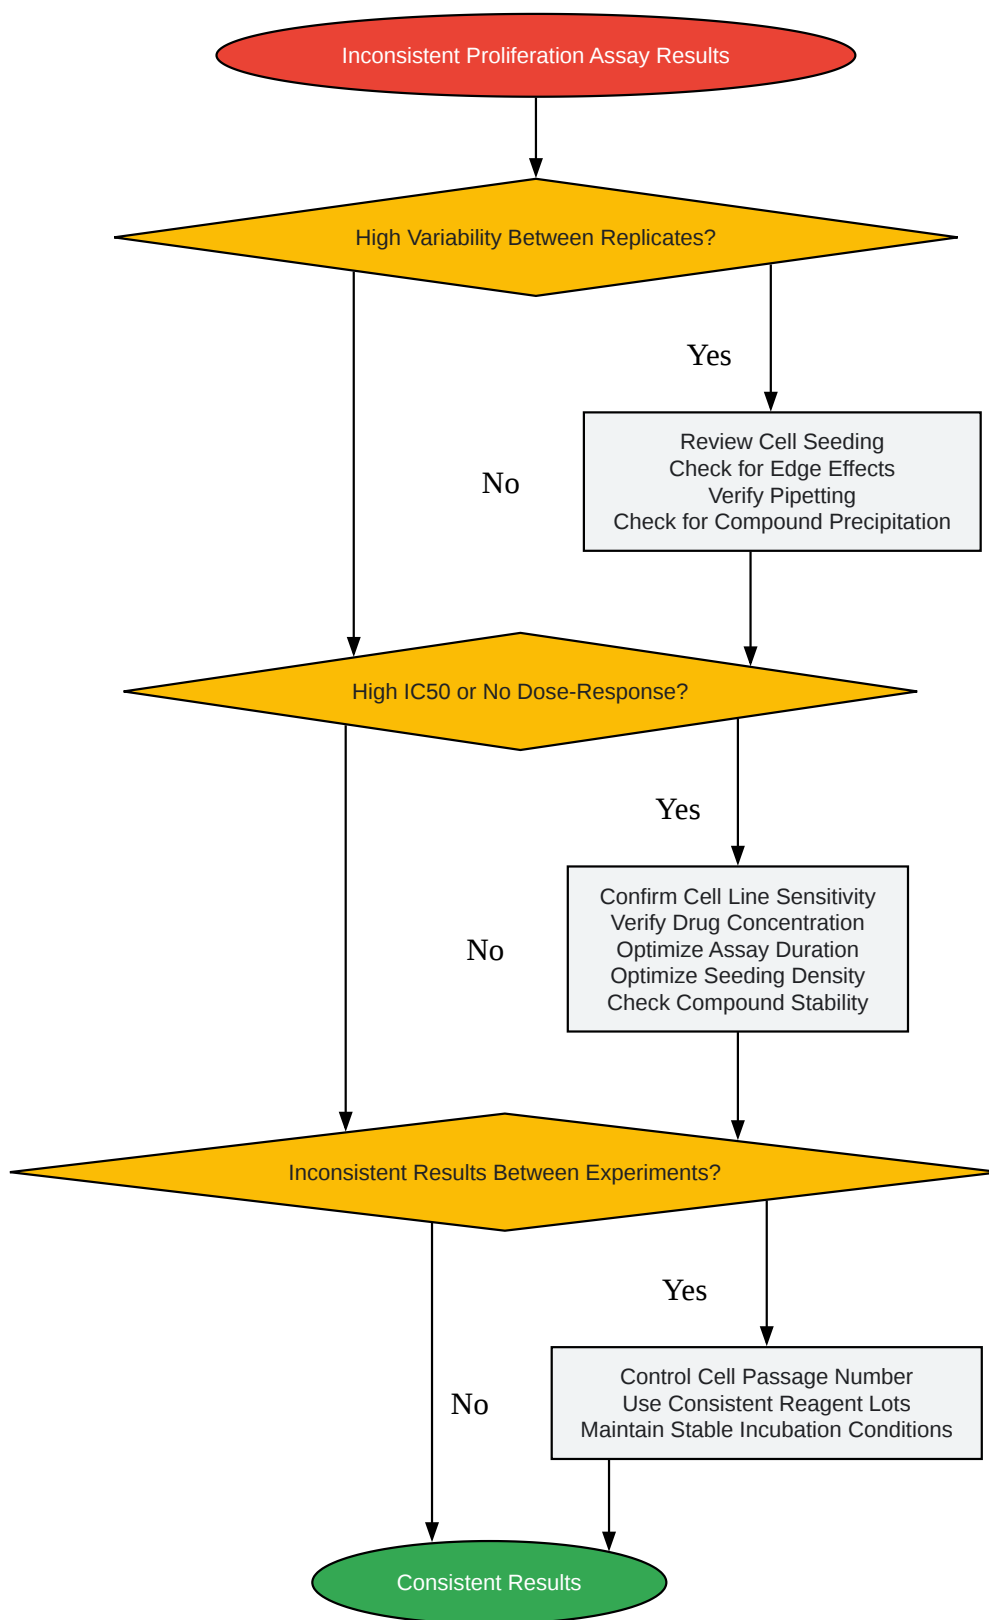 Inconsistent Proliferation Assay Results
High Variability Between Replicates?
Yes
Review Cell Seeding
Check for Edge Effects
Verify Pipetting
Check for Compound Precipitation
No
High IC50 or No Dose-Response?
Yes
Confirm Cell Line Sensitivity
Verify Drug Concentration
Optimize Assay Duration
Optimize Seeding Density
Check Compound Stability
No
Inconsistent Results Between Experiments?
Yes
Control Cell Passage Number
Use Consistent Reagent Lots
Maintain Stable Incubation Conditions
No
Consistent Results